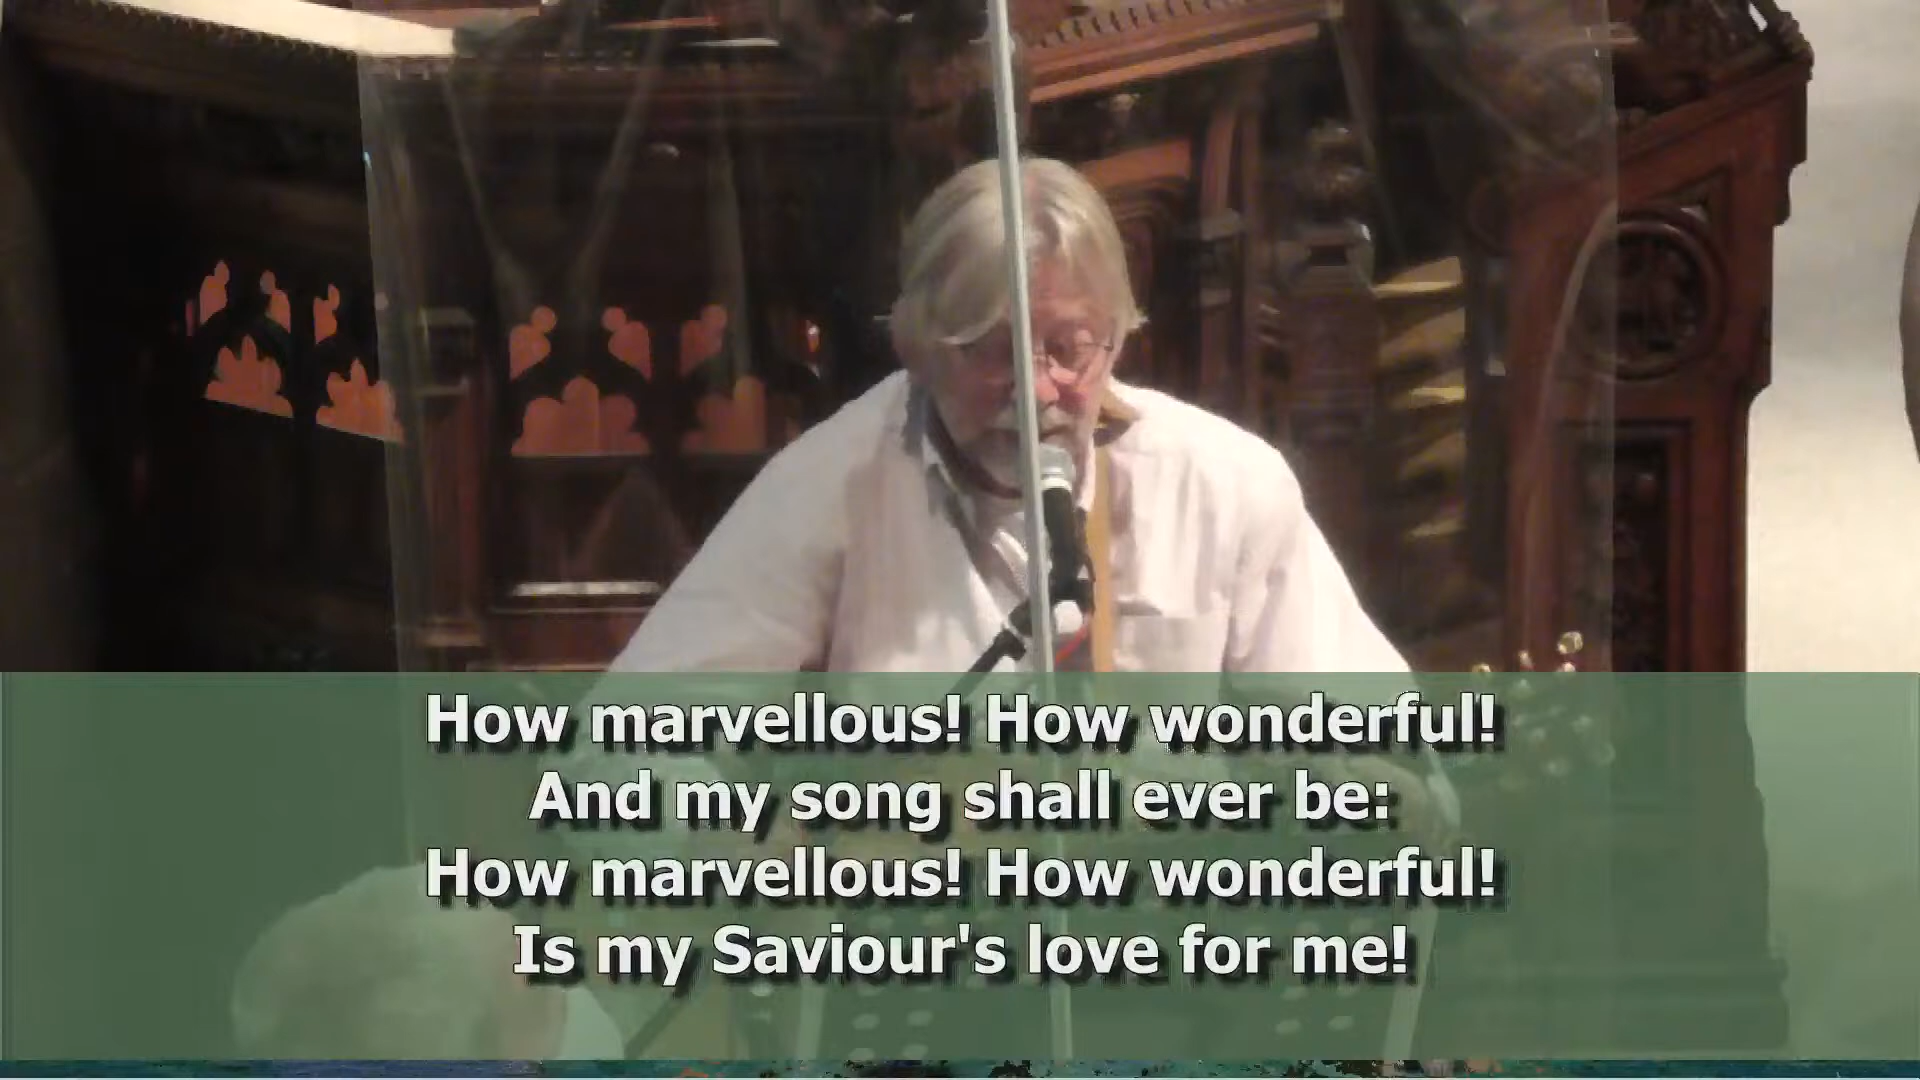 How marvellous! How wonderful!
And my song shall ever be:
How marvellous! How wonderful!
Is my Saviour's love for me!